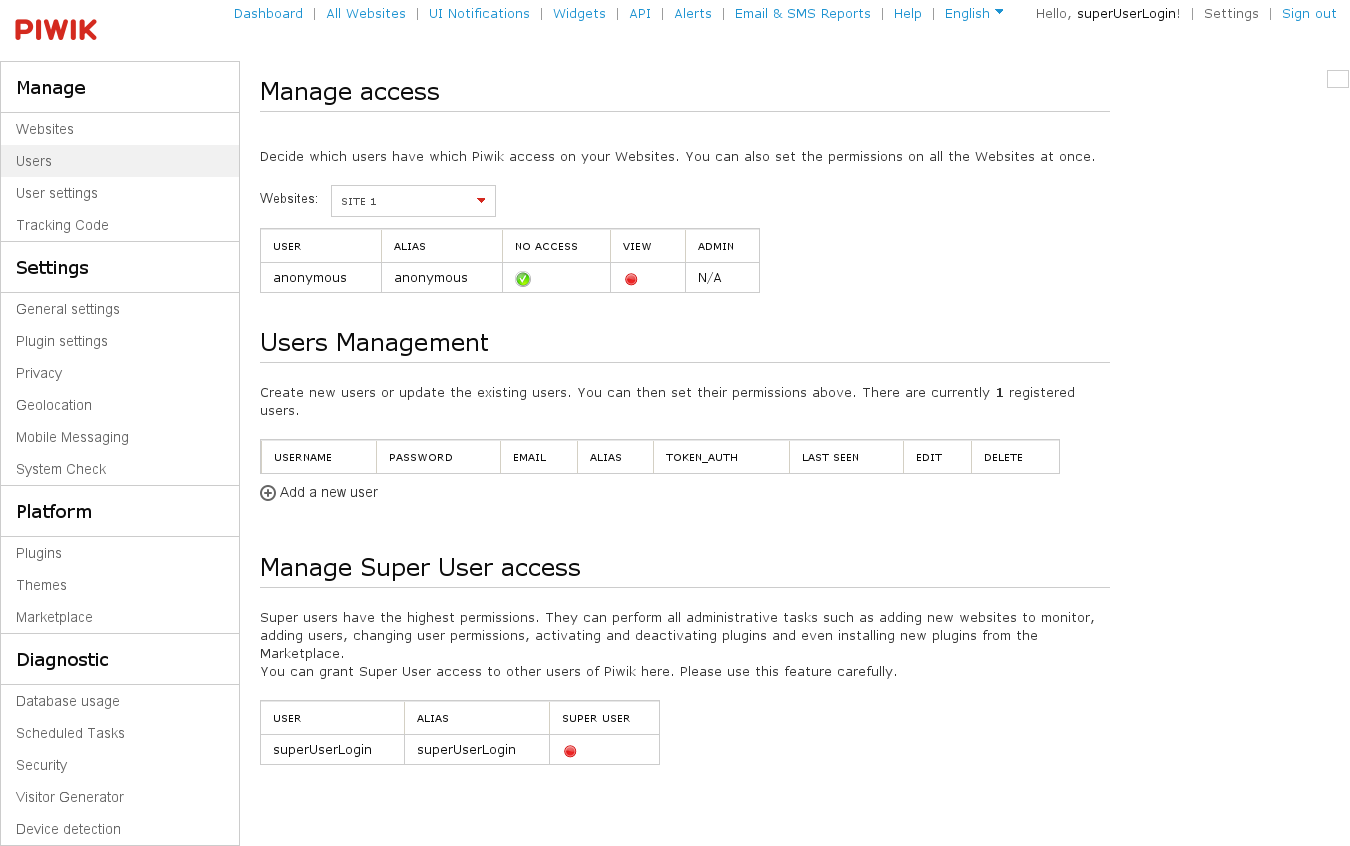 Dashboard | All Websites | UI Notifications | Widgets | API | Alerts | Email & SMS Reports | Help | English
Hello, superUserLogin! | Settings | Sign out
PIWIK
Manage
Websites
Users
User settings
Tracking Code
Settings
General settings
Plugin settings
Privacy
Geolocation
Mobile Messaging
System Check
Platform
Plugins
Themes
Marketplace
Diagnostic
Database usage
Scheduled Tasks
Security
Visitor Generator
Device detection
Manage access
Decide which users have which Piwik access on your Websites. You can also set the permissions on all the Websites at once.
Websites: SITE 1
USER ALIAS NO ACCESS VIEW ADMIN
anonymous anonymous N/A
Users Management
Create new users or update the existing users. You can then set their permissions above. There are currently 1 registered
users.
USERNAME PASSWORD EMAIL ALIAS TOKEN_AUTH LAST SEEN EDIT DELETE
Add a new user
Manage Super User access
Super users have the highest permissions. They can perform all administrative tasks such as adding new websites to monitor,
adding users, changing user permissions, activating and deactivating plugins and even installing new plugins from the
Marketplace.
You can grant Super User access to other users of Piwik here. Please use this feature carefully.
USER ALIAS SUPER USER
superUserLogin superUserLogin